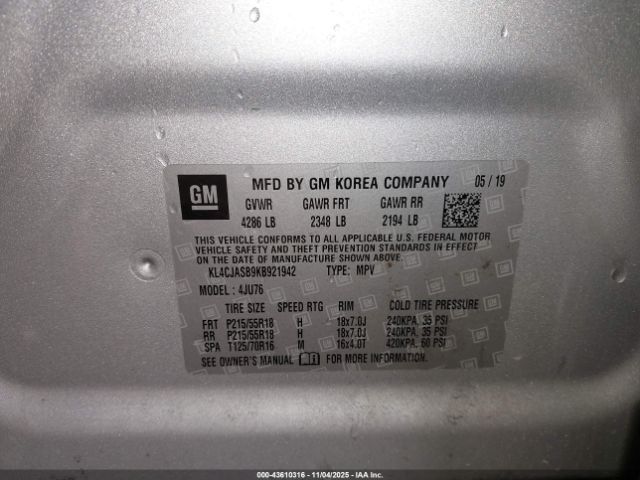 GM
MFD BY GM KOREA COMPANY 05 / 19
GVWR GAWR FRT GAWR RR
4286 LB 2348 LB 2194 LB
THIS VEHICLE CONFORMS TO ALL APPLICABLE U.S. FEDERAL MOTOR
VEHICLE SAFETY AND THEFT PREVENTION STANDARDS IN EFFECT
ON THE DATE OF MANUFACTURE SHOWN ABOVE.
KL4CJASB9KB921942 TYPE: MPV
MODEL : 4JU76
TIRE SIZE SPEED RTG RIM COLD TIRE PRESSURE
FRT P215/55R18 H 18x7.0J 240KPA, 35 PSI
RR P215/55R18 H 18x7.0J 240KPA, 35 PSI
SPA T125/70R16 M 16x4.0T 420KPA, 60 PSI
SEE OWNER'S MANUAL FOR MORE INFORMATION.
000-43610316 - 11/04/2025 - IAA Inc.